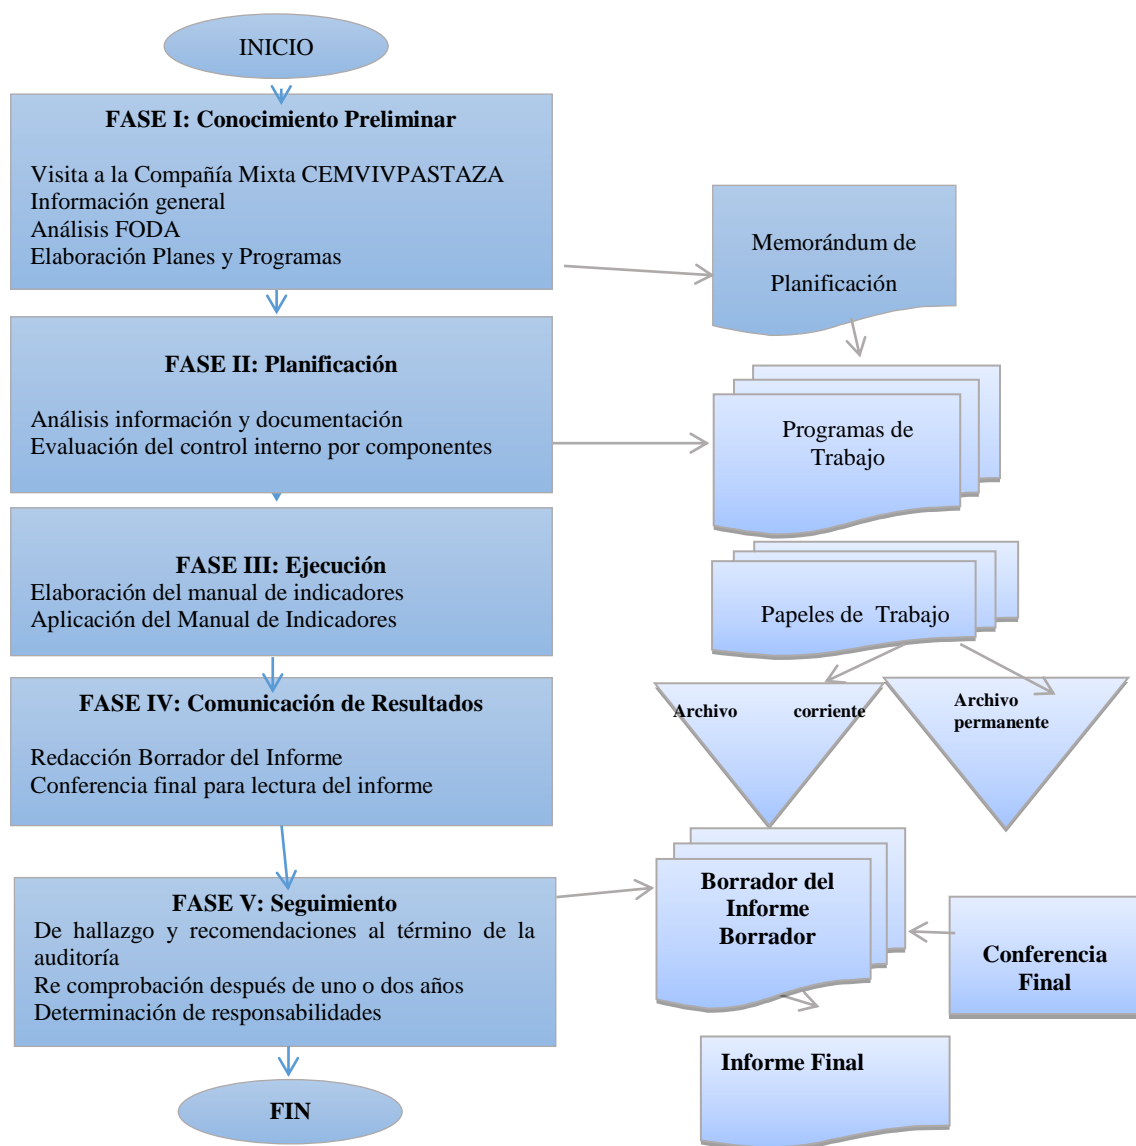 INICIO
FASE I: Conocimiento Preliminar
Visita a la Compañía Mixta CEMVIVPASTAZA
Información general
Análisis FODA
Elaboración Planes y Programas
Memorándum de
Planificación
FASE II: Planificación
Análisis información y documentación
Evaluación del control interno por componentes
Programas de
Trabajo
FASE III: Ejecución
Elaboración del manual de indicadores
Aplicación del Manual de Indicadores
Papeles de Trabajo
FASE IV: Comunicación de Resultados
Redacción Borrador del Informe
Conferencia final para lectura del informe
Archivo corriente
Archivo
permanente
FASE V: Seguimiento
De hallazgo y recomendaciones al término de la
auditoría
Re comprobación después de uno o dos años
Determinación de responsabilidades
Borrador del
Informe
Borrador
Conferencia
Final
Informe Final
FIN